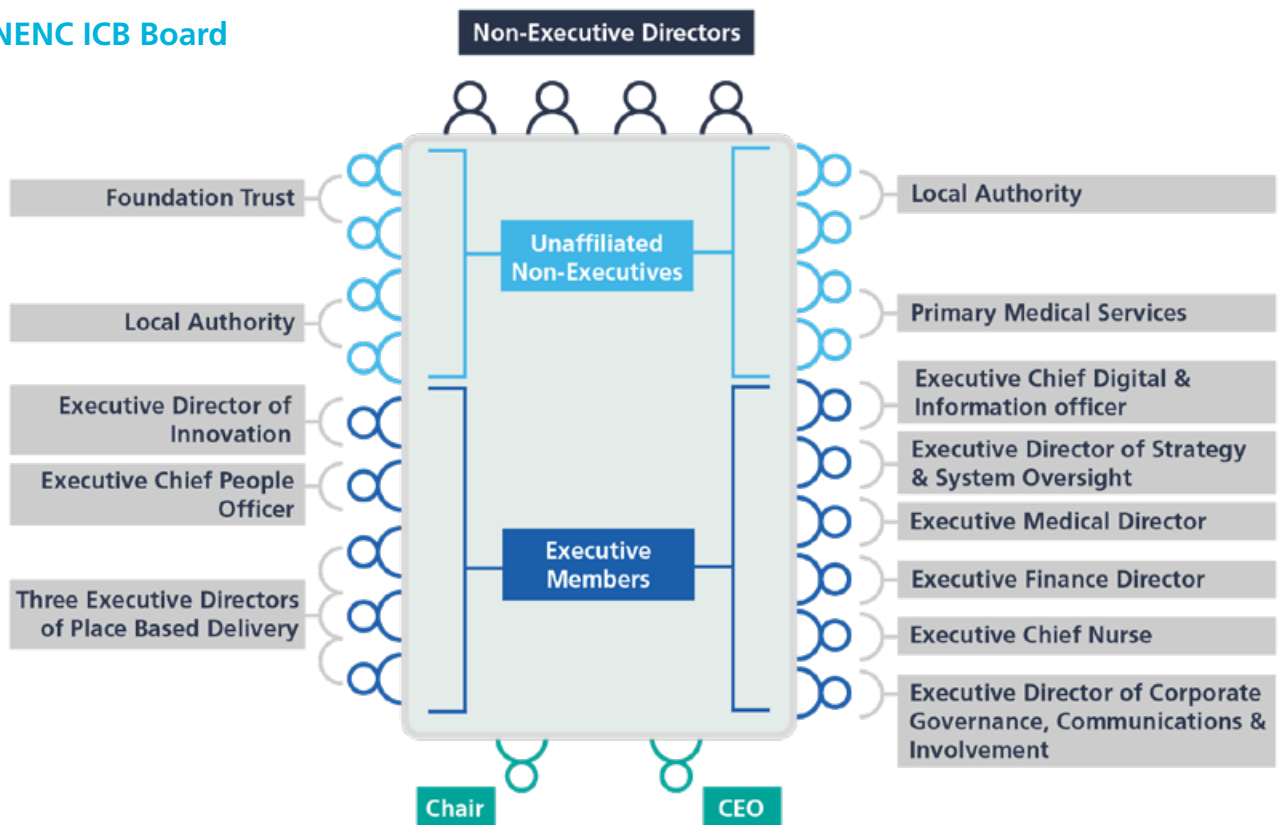 NENC ICB Board
Non-Executive Directors
Foundation Trust
Local Authority
Executive Director of
Innovation
Executive Chief People
Officer
Three Executive Directors
of Place Based Delivery
Unaffiliated
Non-Executives
Executive
Members
Local Authority
Primary Medical Services
Executive Chief Digital &
Information officer
Executive Director of Strategy
& System Oversight
Executive Medical Director
Executive Finance Director
Executive Chief Nurse
Executive Director of Corporate
Governance, Communications &
Involvement
Chair
CEO